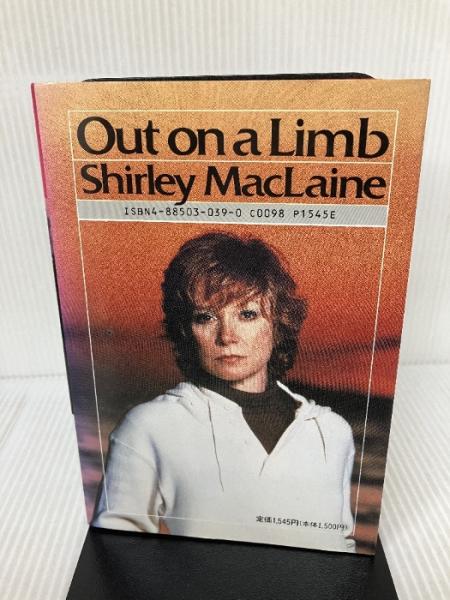 Out on a Limb
Shirley MacLaine
ISBN4-88503-039-0 C0098 P1545E
定価1,545円(本体1,500円)